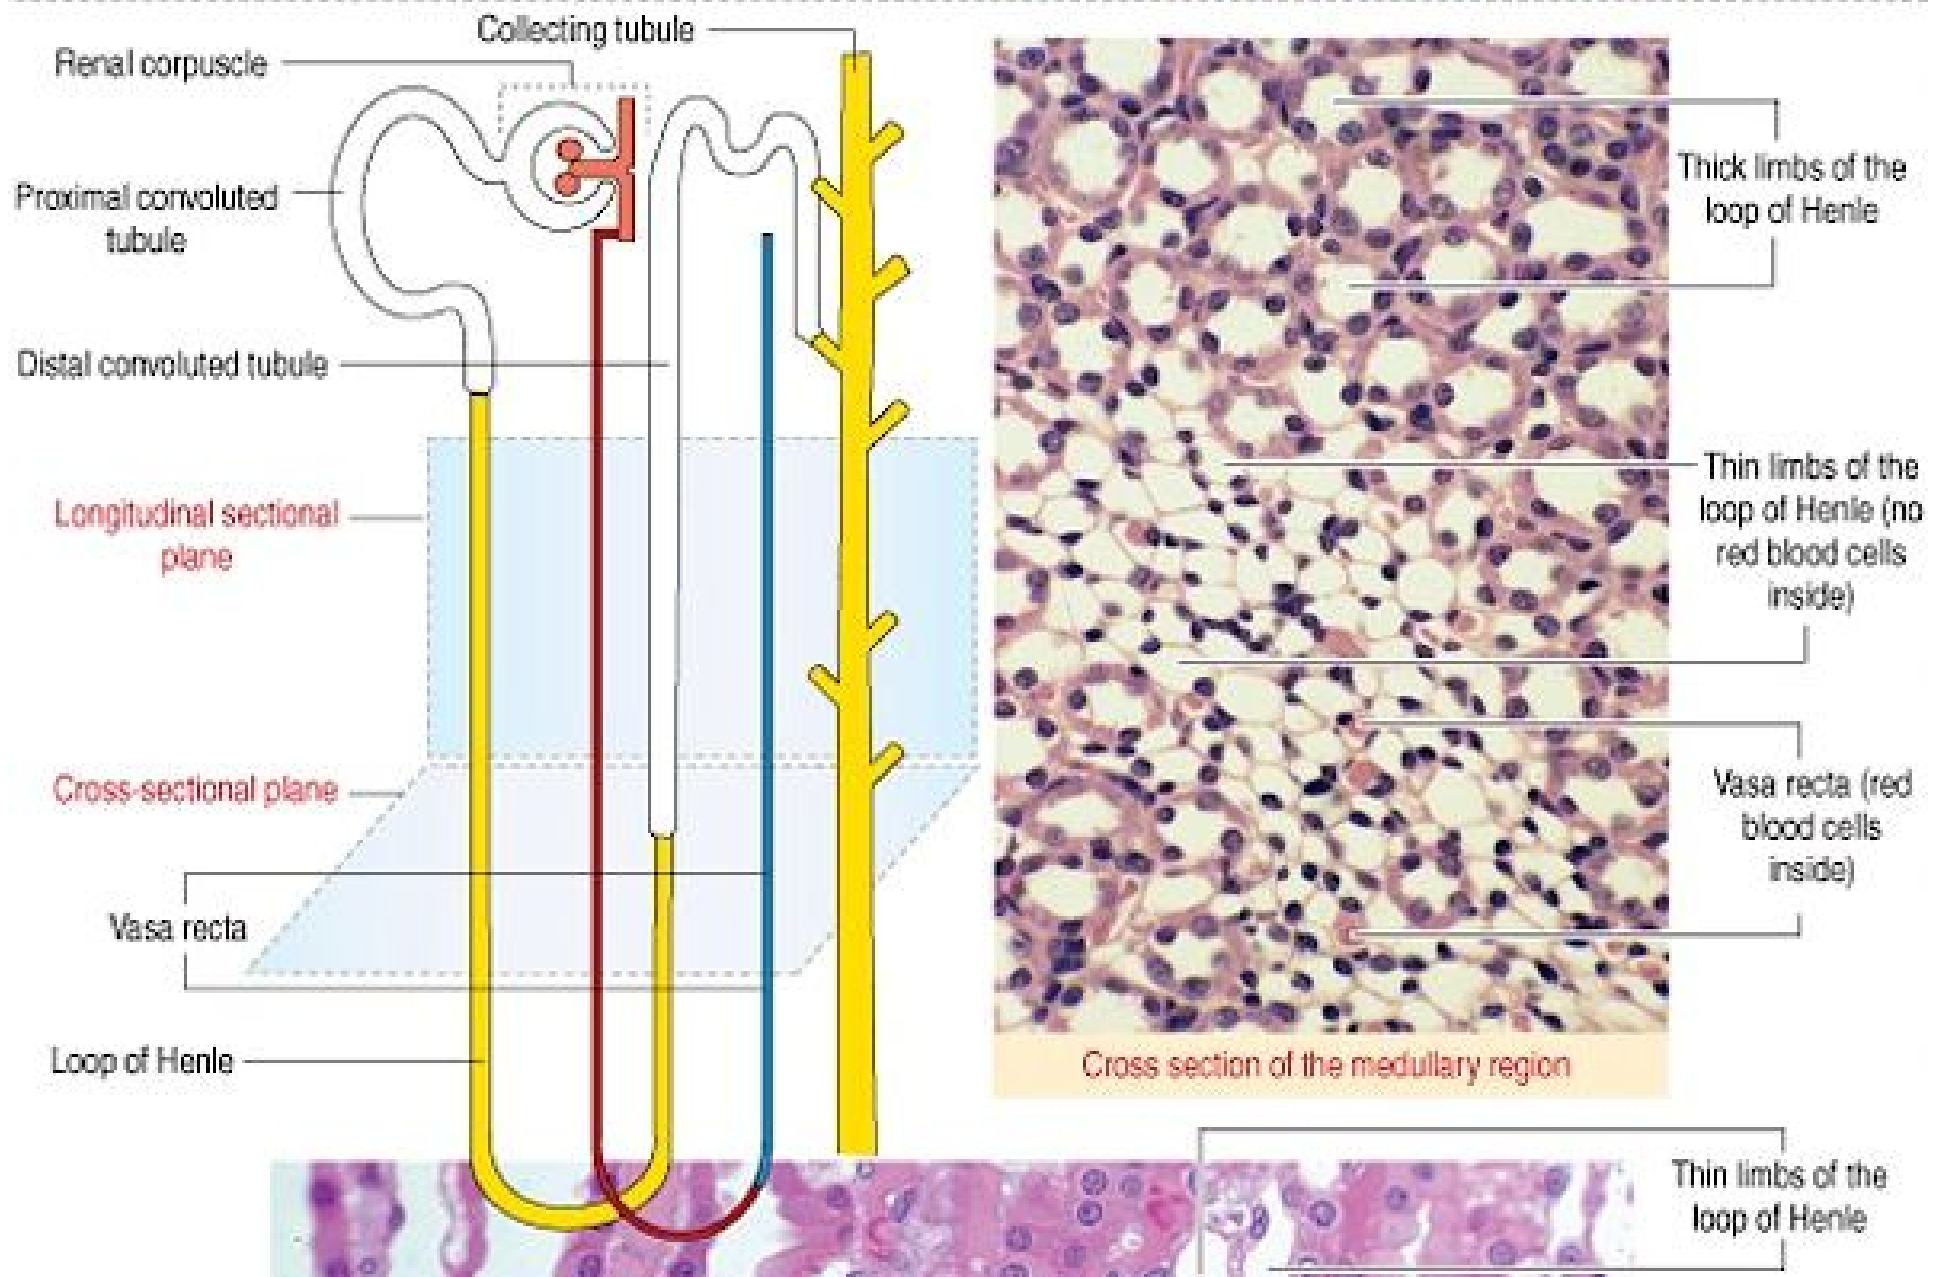 Collecting tubule
Renal corpuscle
Proximal convoluted
tubule
Distal convoluted tubule
Longitudinal sectional
plane
Cross-sectional plane
Vasa recta
Loop of Henle
Thick limbs of the
loop of Henle
Thin limbs of the
loop of Henle (no
red blood cells
inside)
Vasa recta (red
blood cells
inside)
Cross section of the medullary region
Thin limbs of the
loop of Henle